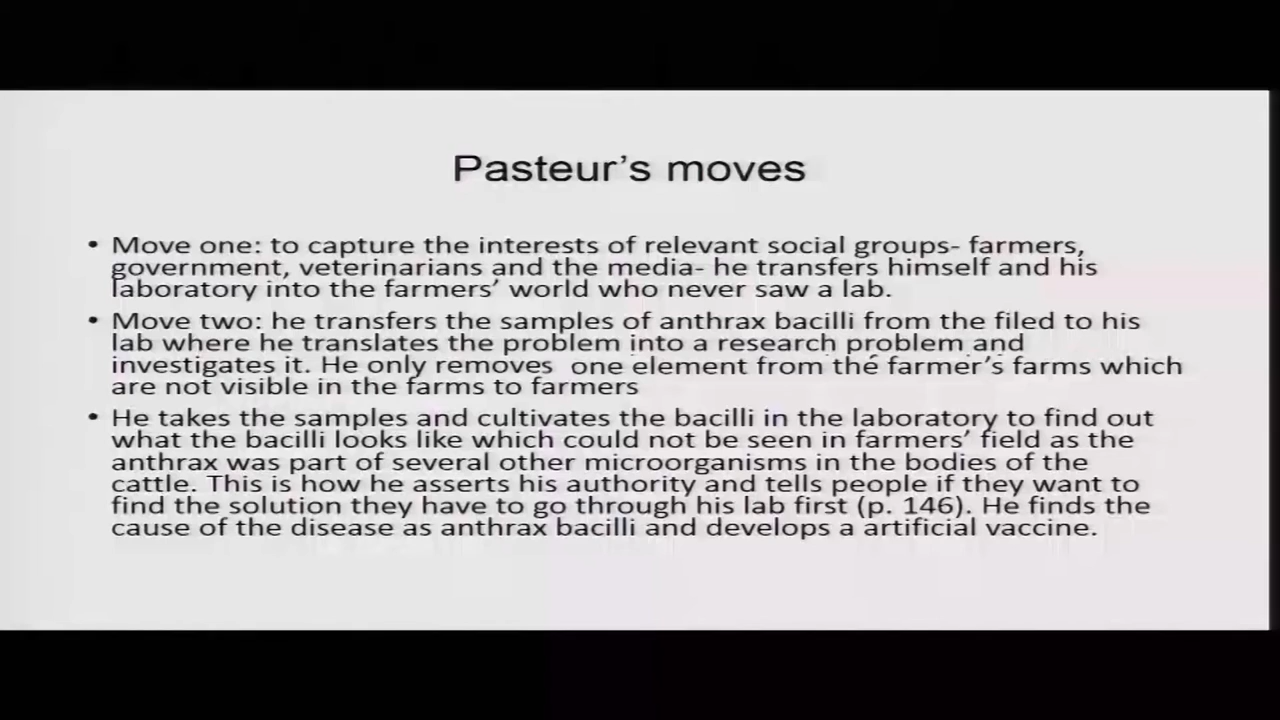 Pasteur's moves
• Move one: to capture the interests of relevant social groups- farmers,
government, veterinarians and the media- he transfers himself and his
laboratory into the farmers' world who never saw a lab.
• Move two: he transfers the samples of anthrax bacilli from the filed to his
lab where he translates the problem into a research problem and
investigates it. He only removes one element from the farmer's farms which
are not visible in the farms to farmers
• He takes the samples and cultivates the bacilli in the laboratory to find out
what the bacilli looks like which could not be seen in farmers' field as the
anthrax was part of several other microorganisms in the bodies of the
cattle. This is how he asserts his authority and tells people if they want to
find the solution they have to go through his lab first (p. 146). He finds the
cause of the disease as anthrax bacilli and develops a artificial vaccine.